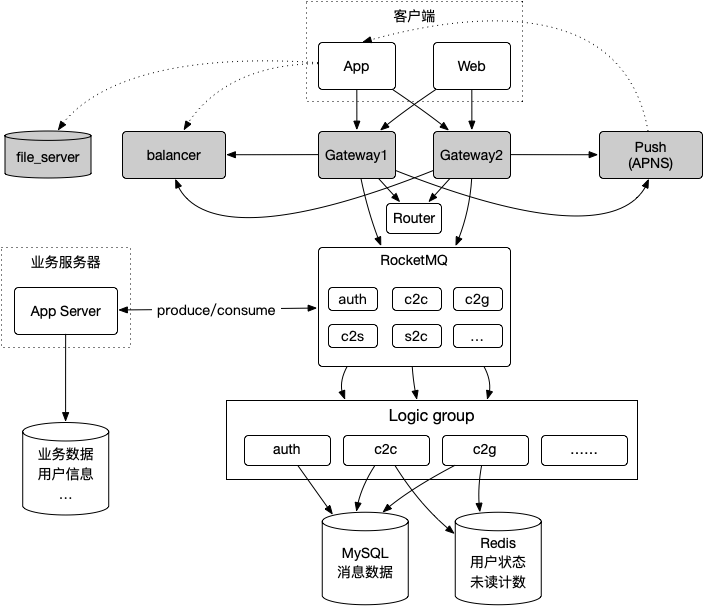 客户端
App
Web
file_server
balancer
Gateway1
Gateway2
Push
(APNS)
Router
业务服务器
App Server
produce/consume
RocketMQ
auth
c2c
c2g
c2s
s2c
...
Logic group
auth
c2c
c2g
......
业务数据
用户信息
...
MySQL
消息数据
Redis
用户状态
未读计数